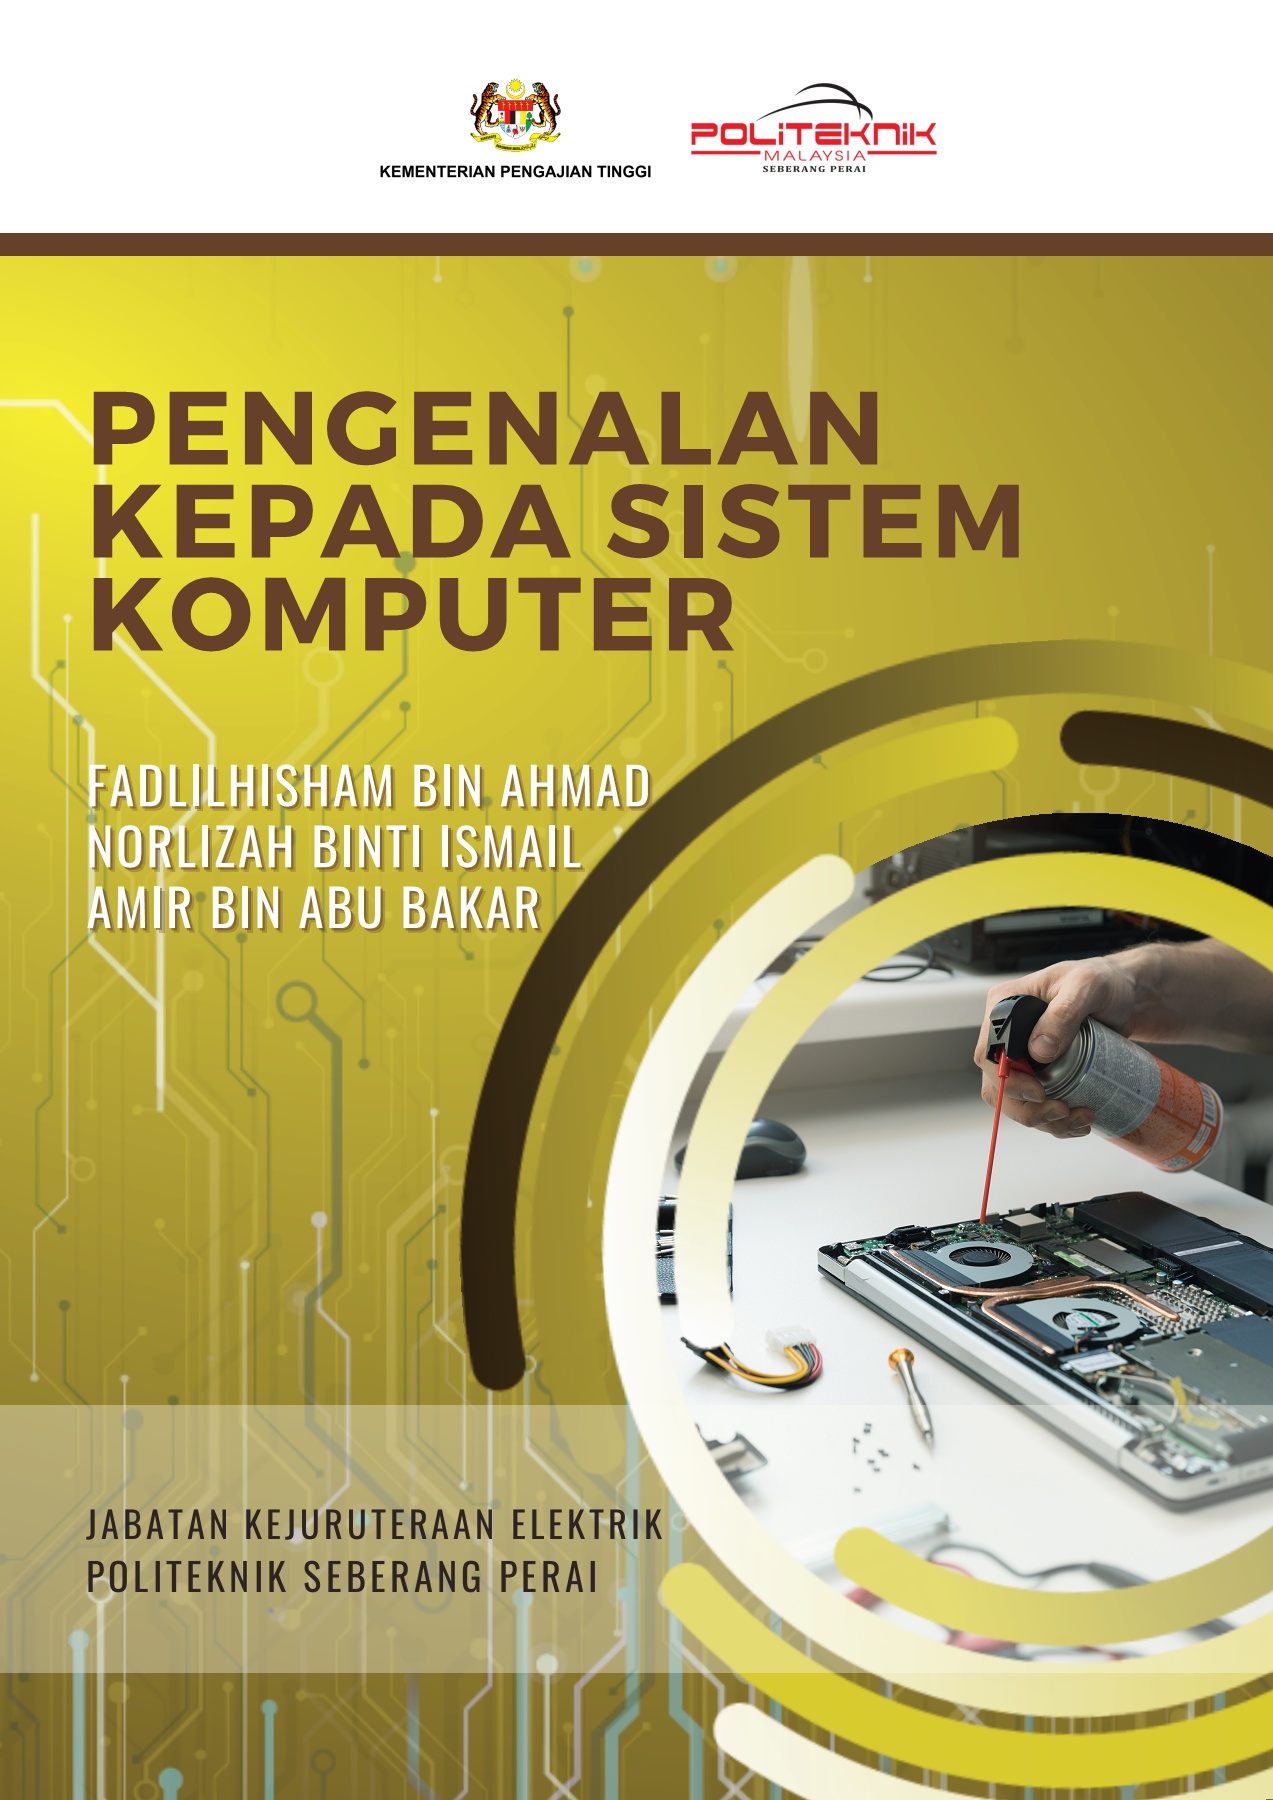 KEMENTERIAN PENGAJIAN TINGGI
POLITEKNIK
MALAYSIA
SEBERANG PERAI
PENGENALAN
KEPADA SISTEM
KOMPUTER
FADLILHISHAM BIN AHMAD
NORLIZAH BINTI ISMAIL
AMIR BIN ABU BAKAR
JABATAN KEJURUTERAAN ELEKTRIK
POLITEKNIK SEBERANG PERAI